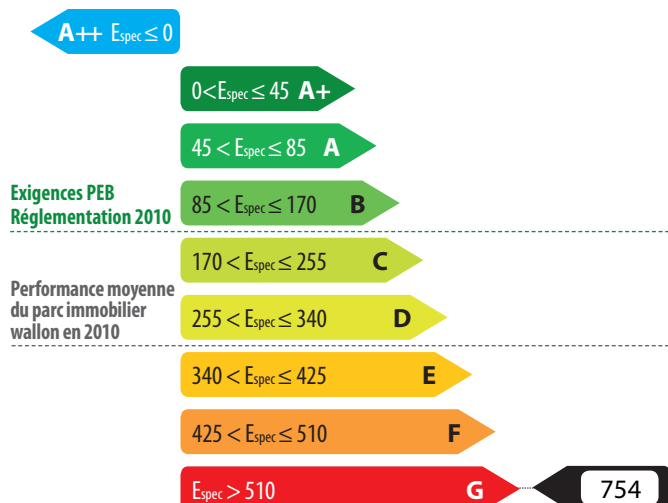 A++ Espec ≤ 0
0<Espec ≤ 45 A+
45 < Espec ≤ 85 A
Exigences PEB
Réglementation 2010
85 < Espec ≤ 170 B
170 < Espec ≤ 255 C
Performance moyenne
du parc immobilier
wallon en 2010
255 < Espec ≤ 340 D
340 < Espec ≤ 425 E
425 < Espec ≤ 510 F
Espec > 510 G
754